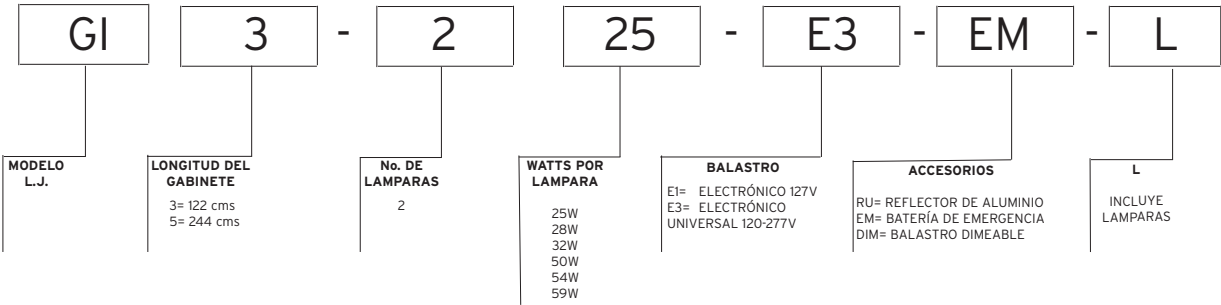 GI 3 - 2 25 - E3 - EM - L
MODELO
L.J.
LONGITUD DEL
GABINETE
3= 122 cms
5= 244 cms
No. DE
LAMPARAS
2
WATTS POR
LAMPARA
25W
28W
32W
50W
54W
59W
BALASTRO
E1= ELECTRÓNICO 127V
E3= ELECTRÓNICO
UNIVERSAL 120-277V
ACCESORIOS
RU= REFLECTOR DE ALUMINIO
EM= BATERÍA DE EMERGENCIA
DIM= BALASTRO DIMEABLE
L
INCLUYE
LAMPARAS